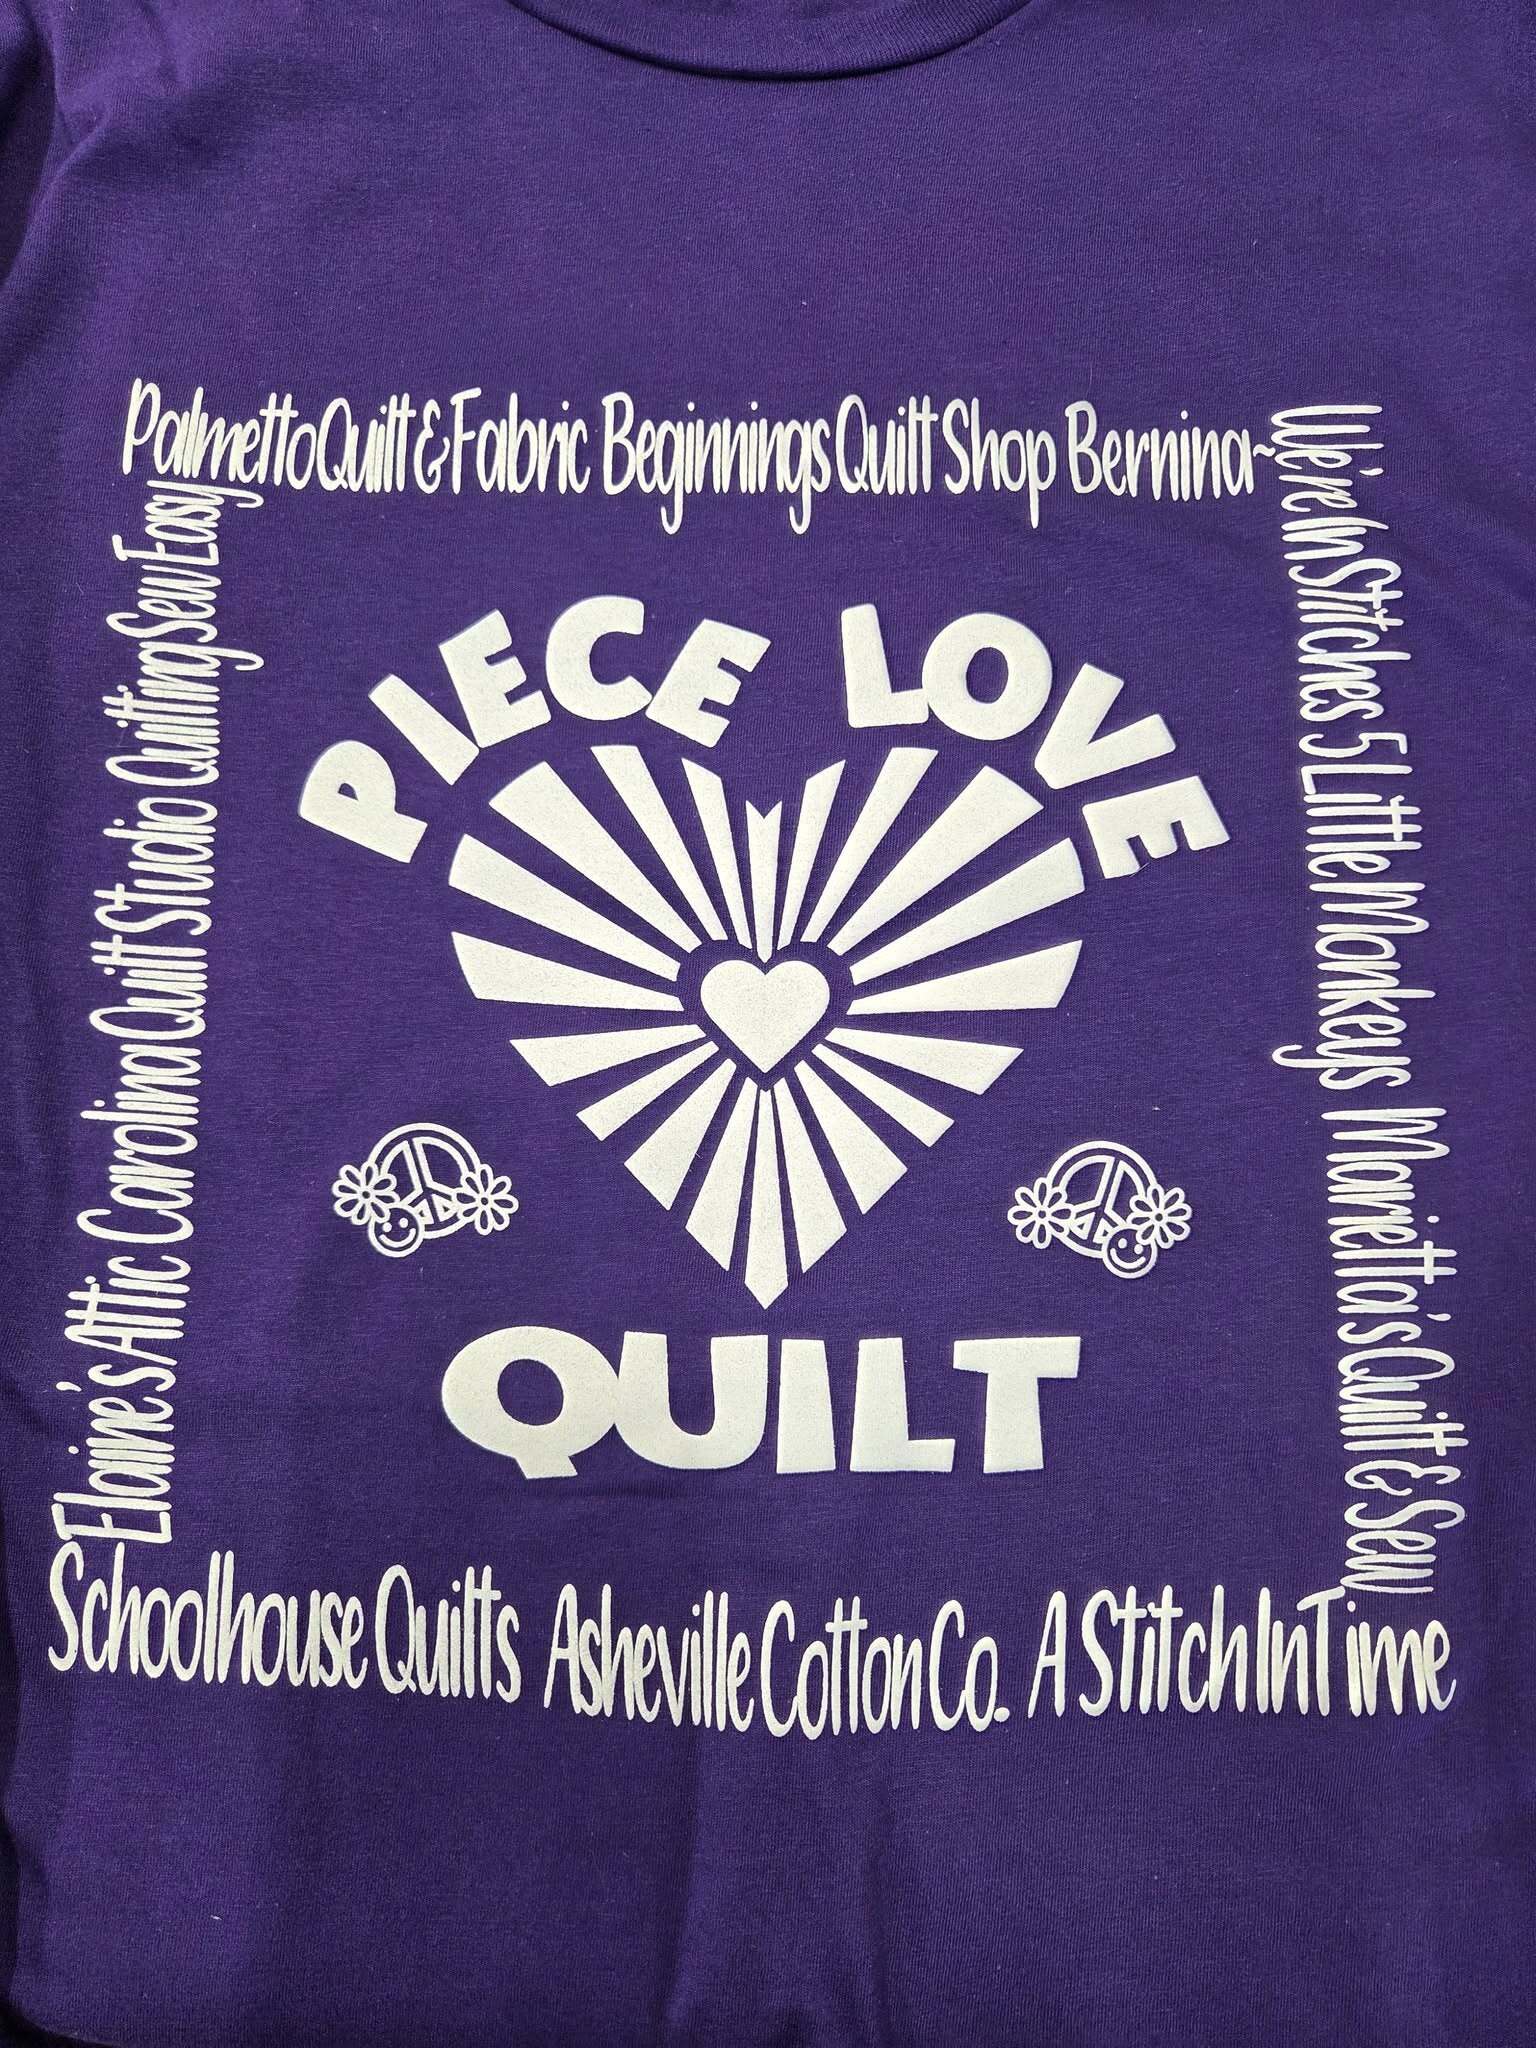 Palmetto Quilt & Fabric Beginnings Quilt Shop Bernina~
We're In Stitches 5 Little Monkeys Marietta's Quilt & Sew
PIECE LOVE
QUILT
Elaine's Attic Carolina Quilt Studio Quilting Sew Easy
Schoolhouse Quilts Asheville Cotton Co. A Stitch In Time